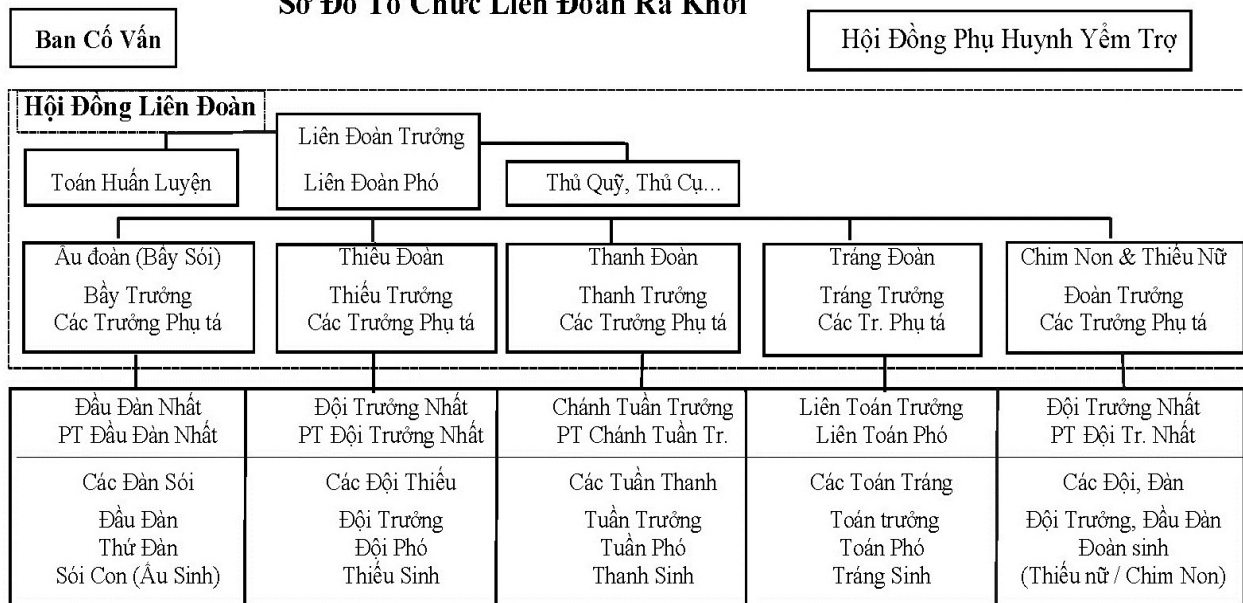 Sơ Đồ Tổ Chức Liên Đoàn Ra Khơi
Ban Cố Vấn
Hội Đồng Phụ Huynh Yểm Trợ
Hội Đồng Liên Đoàn
Liên Đoàn Trưởng
Liên Đoàn Phó
Toán Huấn Luyện
Thủ Quỹ, Thủ Cụ...
Ấu đoàn (Bầy Sói)
Bầy Trưởng
Các Trưởng Phụ tá
Thiếu Đoàn
Thiếu Trưởng
Các Trưởng Phụ tá
Thanh Đoàn
Thanh Trưởng
Các Trưởng Phụ tá
Tráng Đoàn
Tráng Trưởng
Các Tr. Phụ tá
Chim Non & Thiếu Nữ
Đoàn Trưởng
Các Trưởng Phụ tá
Đầu Đàn Nhất
PT Đầu Đàn Nhất
Các Đàn Sói
Đầu Đàn
Thứ Đàn
Sói Con (Ấu Sinh)
Đội Trưởng Nhất
PT Đội Trưởng Nhất
Các Đội Thiếu
Đội Trưởng
Đội Phó
Thiếu Sinh
Chánh Tuần Trưởng
PT Chánh Tuần Tr.
Các Tuần Thanh
Tuần Trưởng
Tuần Phó
Thanh Sinh
Liên Toán Trưởng
Liên Toán Phó
Các Toán Tráng
Toán trưởng
Toán Phó
Tráng Sinh
Đội Trưởng Nhất
PT Đội Tr. Nhất
Các Đội, Đàn
Đội Trưởng, Đầu Đàn
Đoàn sinh
(Thiếu nữ / Chim Non)